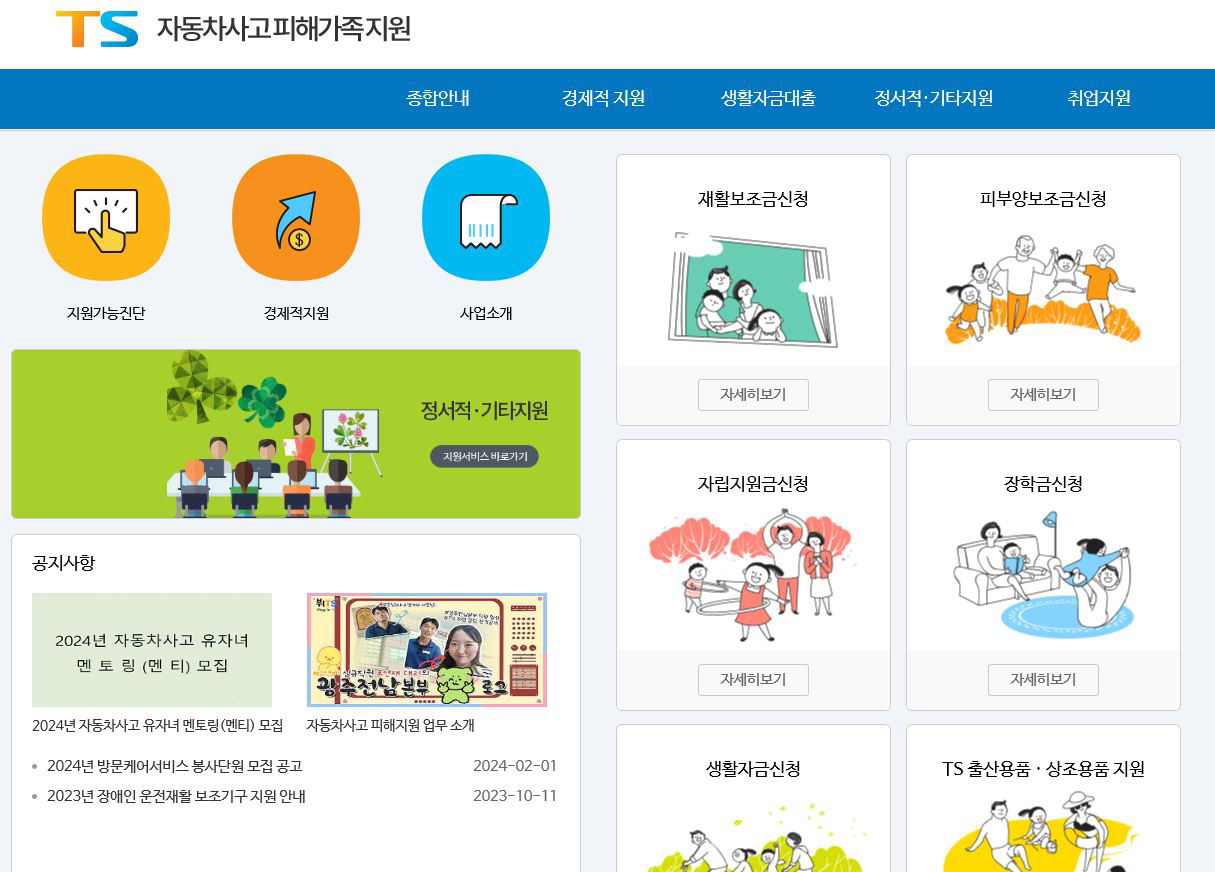 TS 자동차사고피해가족지원
종합안내 경제적 지원 생활자금대출 정서적·기타지원 취업지원
지원가능진단 경제적지원 사업소개
정서적·기타지원
지원서비스 바로가기
공지사항
2024년 자동차사고 유자녀
멘 토 링 (멘 티) 모집
광주전남본부 로그
2024년 자동차사고 유자녀 멘토링(멘티) 모집
자동차사고 피해지원 업무 소개
2024년 방문케어서비스 봉사단원 모집 공고 2024-02-01
2023년 장애인 운전재활 보조기구 지원 안내 2023-10-11
재활보조금신청
자세히보기
피부양보조금신청
자세히보기
자립지원금신청
자세히보기
장학금신청
자세히보기
생활자금신청
TS 출산용품 · 상조용품 지원